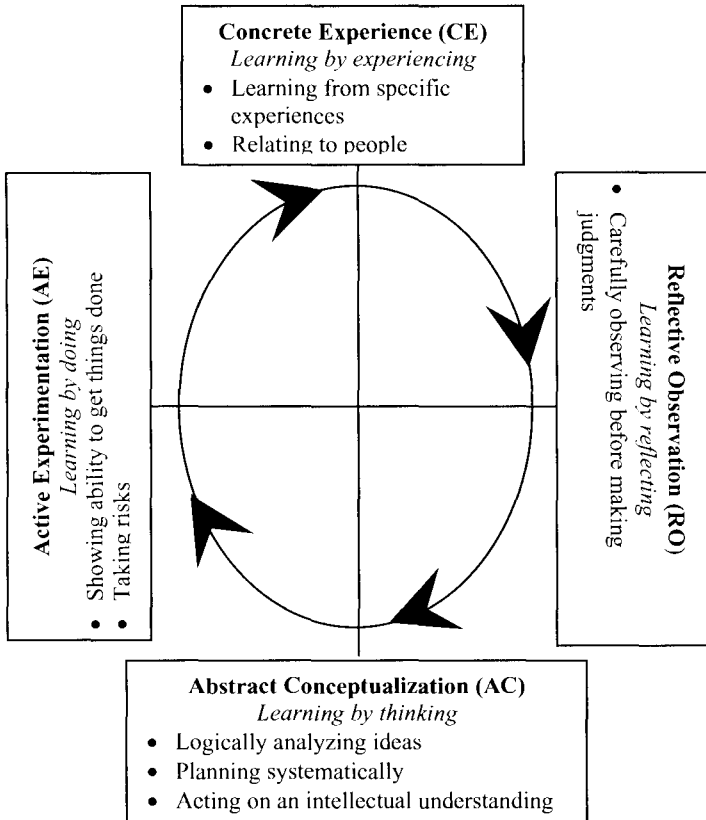 Concrete Experience (CE)
Learning by experiencing
• Learning from specific
experiences
• Relating to people
Reflective Observation (RO)
Learning by reflecting
• Carefully observing before making
judgments
Abstract Conceptualization (AC)
Learning by thinking
• Logically analyzing ideas
• Planning systematically
• Acting on an intellectual understanding
Active Experimentation (AE)
Learning by doing
• Showing ability to get things done
• Taking risks